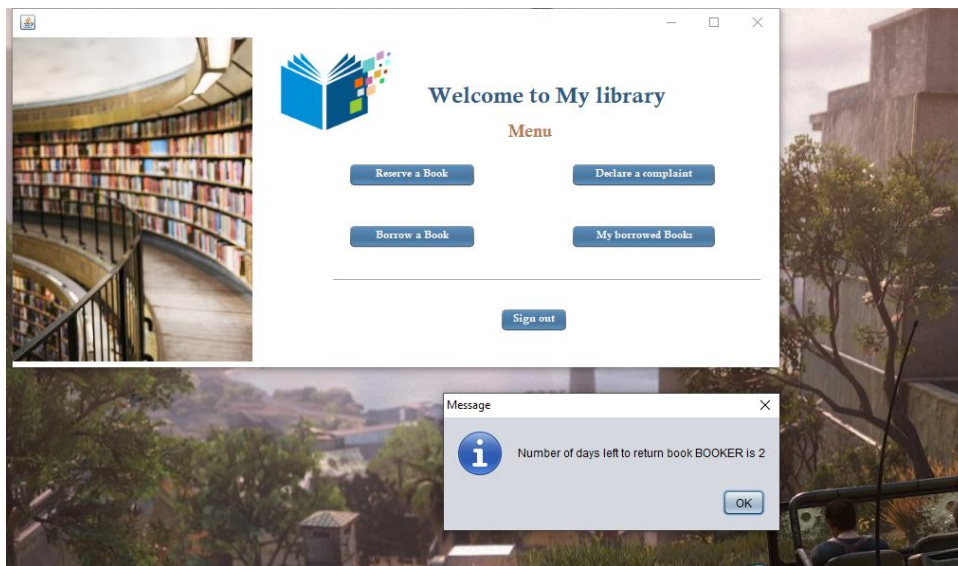 Welcome to My library
Menu
Reserve a Book
Declare a complaint
Borrow a Book
My borrowed Books
Sign out
Message
Number of days left to return book BOOKER is 2
OK